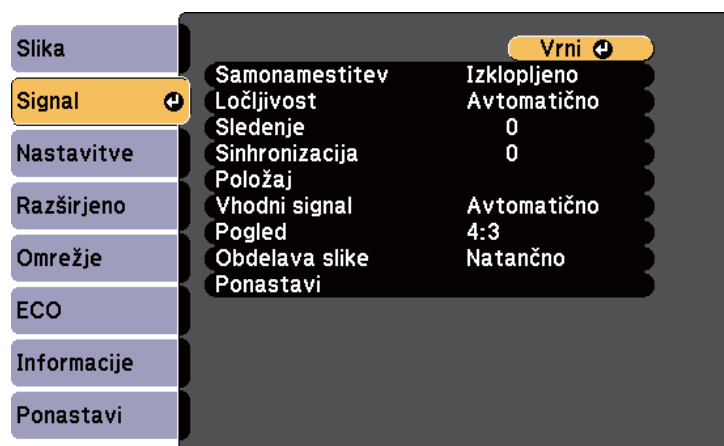 Slika
Signal
Nastavitve
Razširjeno
Omrežje
ECO
Informacije
Ponastavi
Vrni
Samonamestitev Izklopljeno
Ločljivost Avtomatično
Sledenje 0
Sinhronizacija 0
Položaj
Vhodni signal Avtomatično
Pogled 4:3
Obdelava slike Natančno
Ponastavi